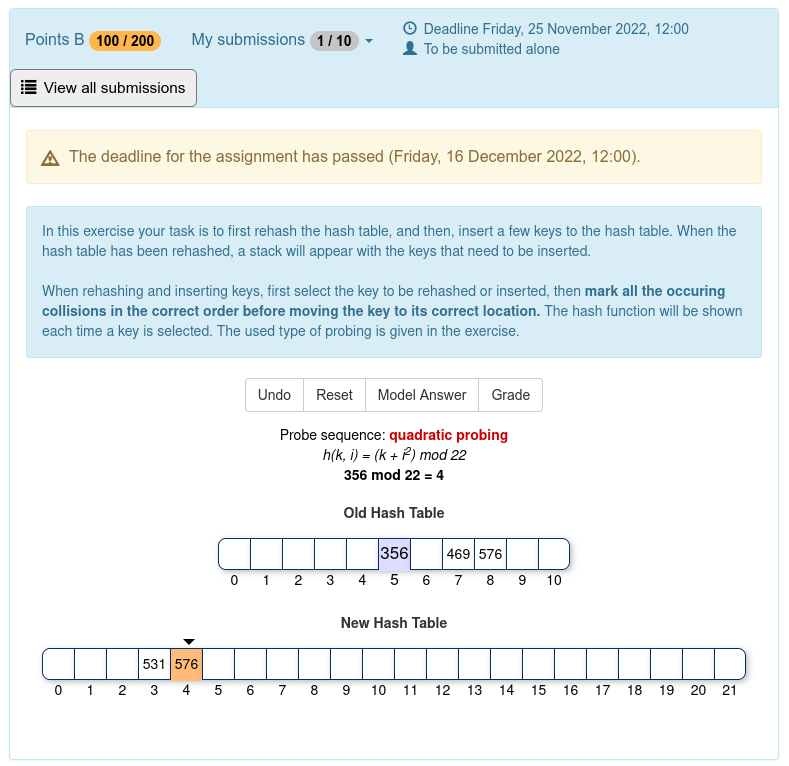 Points B 100 / 200 My submissions 1 / 10
Deadline Friday, 25 November 2022, 12:00
To be submitted alone
View all submissions
The deadline for the assignment has passed (Friday, 16 December 2022, 12:00).
In this exercise your task is to first rehash the hash table, and then, insert a few keys to the hash table. When the
hash table has been rehashed, a stack will appear with the keys that need to be inserted.
When rehashing and inserting keys, first select the key to be rehashed or inserted, then mark all the occuring
collisions in the correct order before moving the key to its correct location. The hash function will be shown
each time a key is selected. The used type of probing is given in the exercise.
Undo Reset Model Answer Grade
Probe sequence: quadratic probing
h(k, i) = (k + i²) mod 22
356 mod 22 = 4
Old Hash Table
356 469 576
0 1 2 3 4 5 6 7 8 9 10
New Hash Table
531 576
0 1 2 3 4 5 6 7 8 9 10 11 12 13 14 15 16 17 18 19 20 21